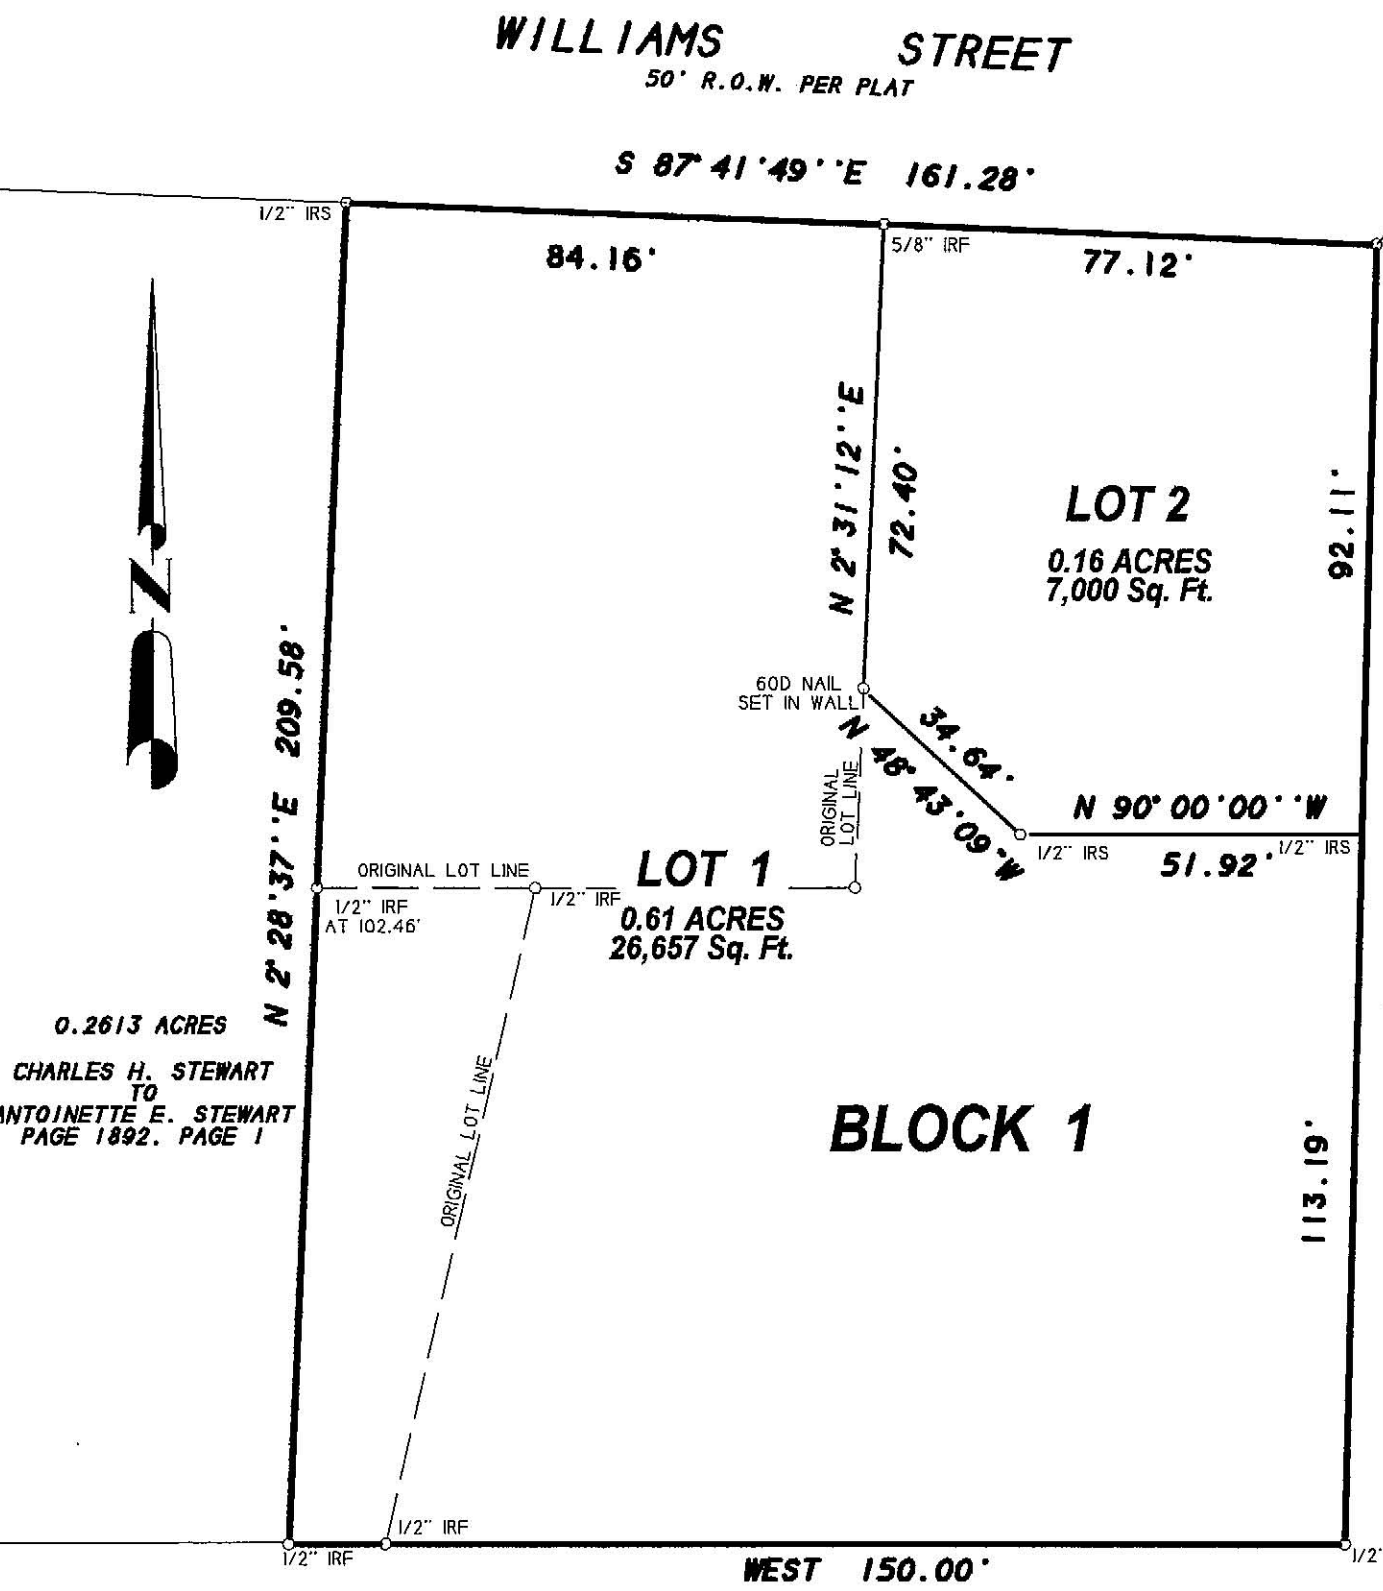 WILLIAMS STREET
50' R.O.W. PER PLAT
S 87°41'49''E 161.28'
1/2" IRS
5/8" IRF
84.16'
77.12'
N 2°31'12''E
72.40'
LOT 2
0.16 ACRES
7,000 Sq. Ft.
92.11'
N
60D NAIL
SET IN WALL
34.64'
N 48°43'09"W
ORIGINAL
LOT LINE
N 90°00'00''W
1/2" IRS
1/2" IRS
51.92'
N 2°28'37''E 209.58'
ORIGINAL LOT LINE
1/2" IRF
AT 102.46'
1/2" IRF
LOT 1
0.61 ACRES
26,657 Sq. Ft.
0.2613 ACRES
CHARLES H. STEWART
TO
ANTOINETTE E. STEWART
PAGE 1892. PAGE 1
ORIGINAL LOT LINE
BLOCK 1
113.19'
1/2" IRF
1/2" IRF
WEST 150.00'
1/2"